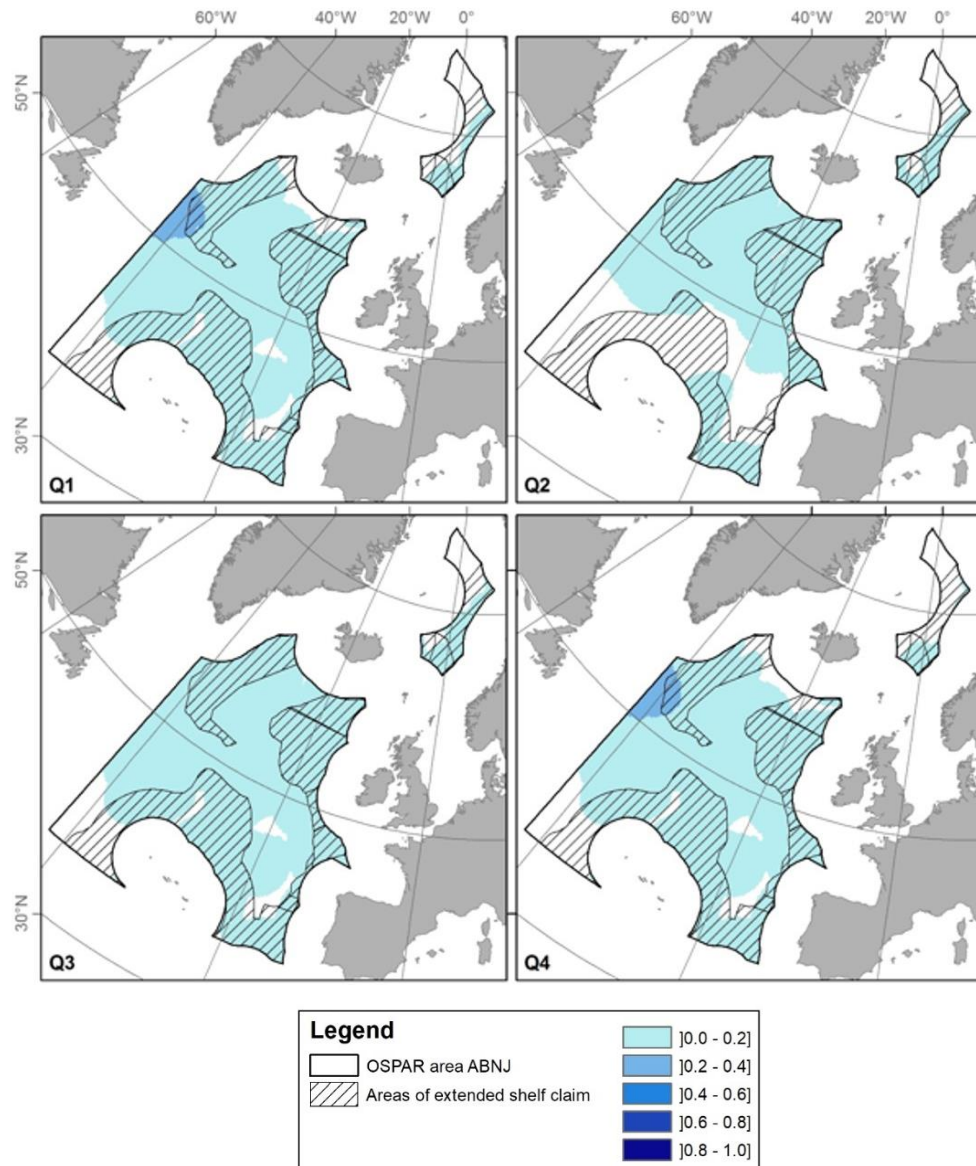 60°W 40°W 20°W 0° 60°W 40°W 20°W 0°
50°N
30°N
Q1 Q2
50°N
30°N
Q3 Q4
Legend
OSPAR area ABNJ
Areas of extended shelf claim
]0.0 - 0.2]
]0.2 - 0.4]
]0.4 - 0.6]
]0.6 - 0.8]
]0.8 - 1.0]